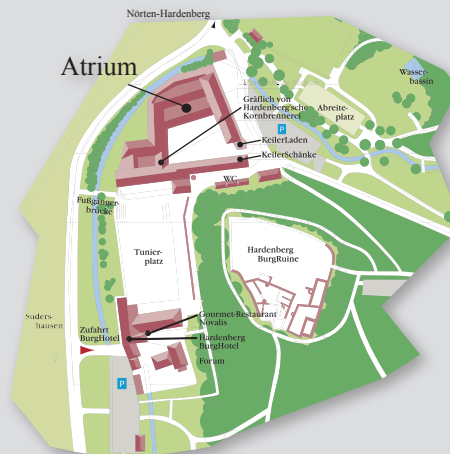 Nörten-Hardenberg
Atrium
Wasser-
bassin
Gräflich von
Hardenberg'sche
Kornbrennerei
Abreite-
platz
P
KeilerLaden
KeilerSchänke
WC
Fußgänger-
brücke
Tunier-
platz
Hardenberg
BurgRuine
Suders-
hausen
Gourmet-Restaurant
Novalis
Zufahrt
BurgHotel
Hardenberg
BurgHotel
Forum
P